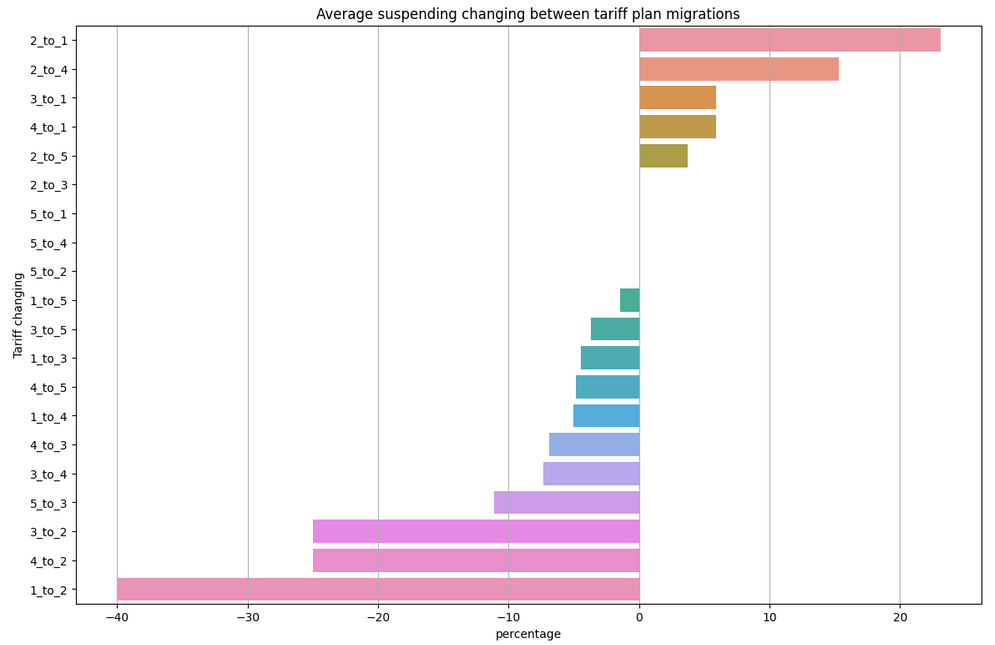 Average suspending changing between tariff plan migrations
Tariff changing
2_to_1
2_to_4
3_to_1
4_to_1
2_to_5
2_to_3
5_to_1
5_to_4
5_to_2
1_to_5
3_to_5
1_to_3
4_to_5
1_to_4
4_to_3
3_to_4
5_to_3
3_to_2
4_to_2
1_to_2
−40 −30 −20 −10 0 10 20
percentage